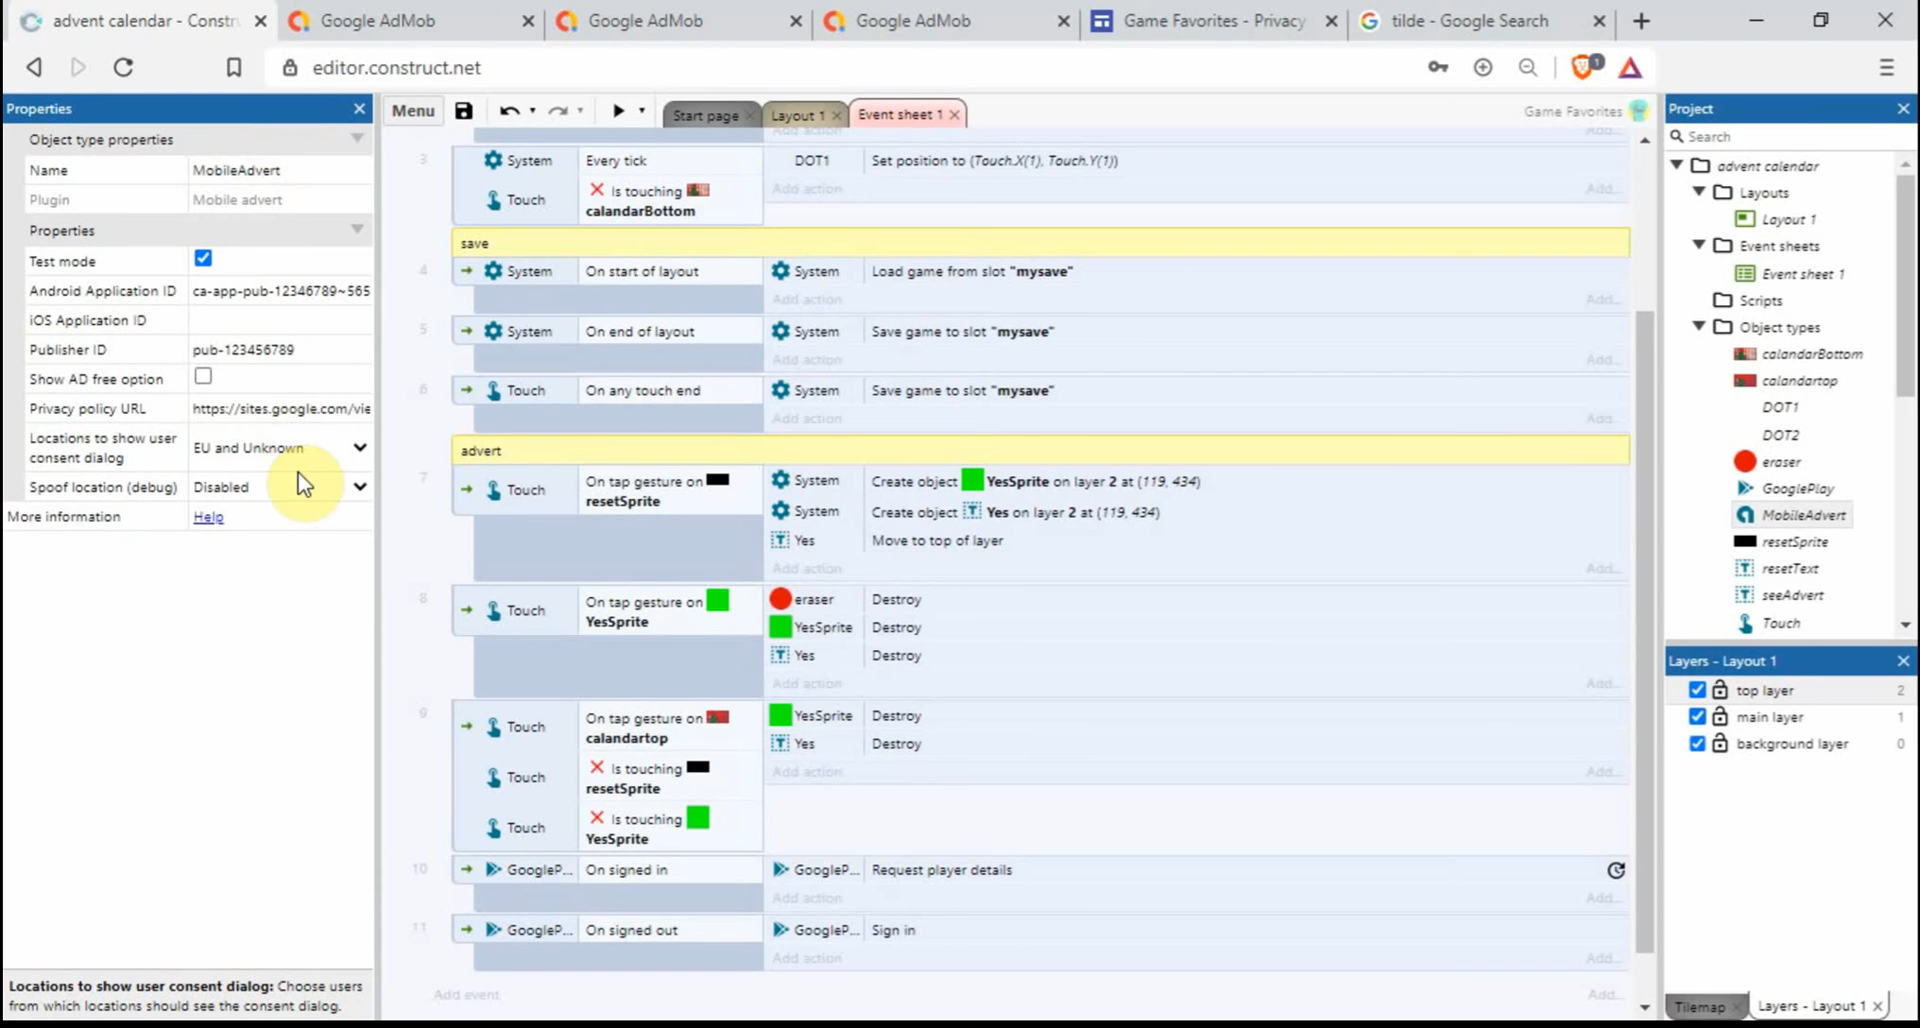 advent calendar - Constru
Google AdMob
Google AdMob
Google AdMob
Game Favorites - Privacy
tilde - Google Search
editor.construct.net
1
Properties
Menu
Start page
Layout 1
Event sheet 1
Game Favorites
Project
Object type properties
Name MobileAdvert
Plugin Mobile advert
Properties
Test mode
Android Application ID ca-app-pub-12346789~565
iOS Application ID
Publisher ID pub-123456789
Show AD free option
Privacy policy URL https://sites.google.com/vie
Locations to show user
consent dialog
EU and Unknown
Spoof location (debug) Disabled
More information Help
Locations to show user consent dialog: Choose users
from which locations should see the consent dialog.
Add action Add...
3 System Every tick DOT1 Set position to (Touch.X(1), Touch.Y(1))
Add action Add...
Touch Is touching
calandarBottom
save
4 System On start of layout System Load game from slot "mysave"
Add action Add...
5 System On end of layout System Save game to slot "mysave"
Add action Add...
6 Touch On any touch end System Save game to slot "mysave"
Add action Add...
advert
7 Touch On tap gesture on
resetSprite
System Create object YesSprite on layer 2 at (119, 434)
System Create object Yes on layer 2 at (119, 434)
Yes Move to top of layer
Add action Add...
8 Touch On tap gesture on
YesSprite
eraser Destroy
YesSprite Destroy
Yes Destroy
Add action Add...
9 Touch On tap gesture on
calandartop
YesSprite Destroy
Yes Destroy
Add action Add...
Touch Is touching
resetSprite
Touch Is touching
YesSprite
10 GoogleP... On signed in GoogleP... Request player details
Add action Add...
11 GoogleP... On signed out GoogleP... Sign in
Add action Add...
Add event Add...
Search
advent calendar
Layouts
Layout 1
Event sheets
Event sheet 1
Scripts
Object types
calandarBottom
calandartop
DOT1
DOT2
eraser
GooglePlay
MobileAdvert
resetSprite
resetText
seeAdvert
Touch
Layers - Layout 1
top layer 2
main layer 1
background layer 0
Tilemap
Layers - Layout 1